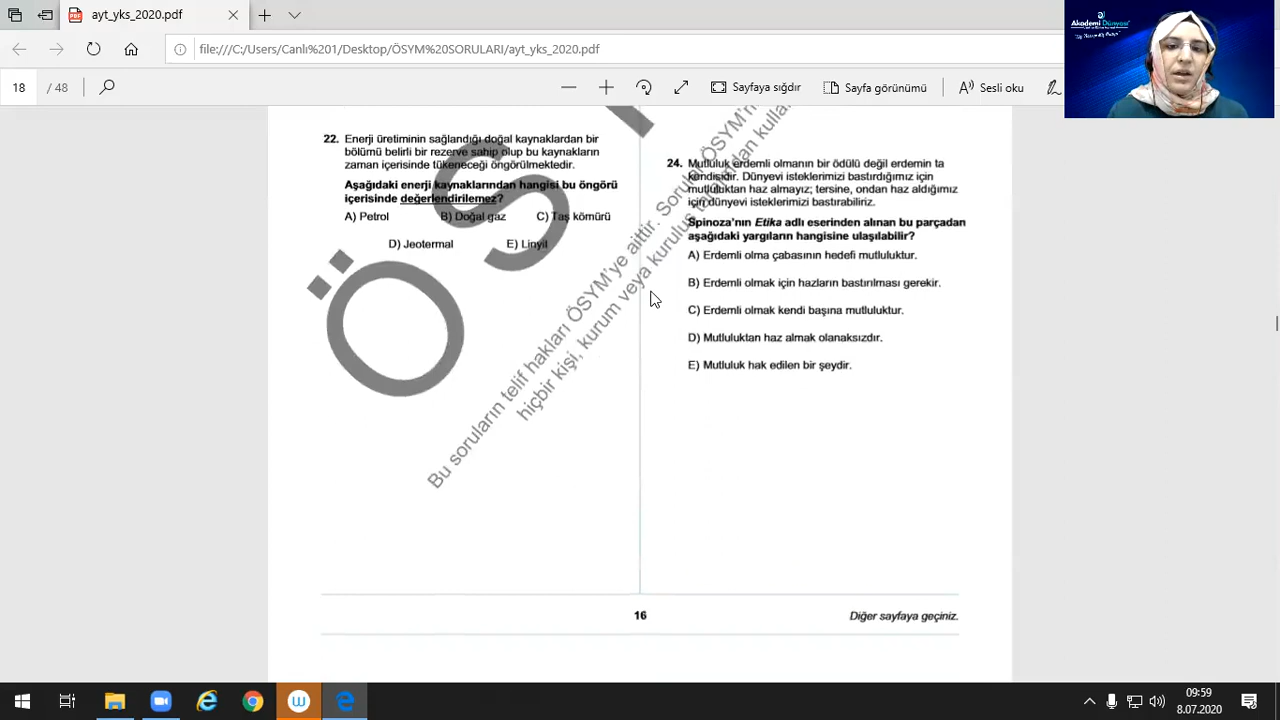 ayt_yks_2020.pdf
file:///C:/Users/Canlı%201/Desktop/ÖSYM%20SORULARI/ayt_yks_2020.pdf
18 / 48
Sayfaya sığdır
Sayfa görünümü
Sesli oku
Akademi Dünyası
22. Enerji üretiminin sağlandığı doğal kaynaklardan bir
bölümü belirli bir rezerve sahip olup bu kaynakların
zaman içerisinde tükeneceği öngörülmektedir.
Aşağıdaki enerji kaynaklarından hangisi bu öngörü
içerisinde değerlendirilemez?
A) Petrol B) Doğal gaz C) Taş kömürü
D) Jeotermal E) Linyit
24. Mutluluk erdemli olmanın bir ödülü değil erdemin ta
kendisidir. Dünyevi isteklerimizi bastırdığımız için
mutluluktan haz almayız; tersine, ondan haz aldığımız
için dünyevi isteklerimizi bastırabiliriz.
Spinoza'nın Etika adlı eserinden alınan bu parçadan
aşağıdaki yargıların hangisine ulaşılabilir?
A) Erdemli olma çabasının hedefi mutluluktur.
B) Erdemli olmak için hazların bastırılması gerekir.
C) Erdemli olmak kendi başına mutluluktur.
D) Mutluluktan haz almak olanaksızdır.
E) Mutluluk hak edilen bir şeydir.
ÖS
Bu soruların telif hakları ÖSYM'ye aittir. Sorular ÖSYM'n
hiçbir kişi, kurum veya kuruluş tarafından kulla
16
Diğer sayfaya geçiniz.
09:59
8.07.2020